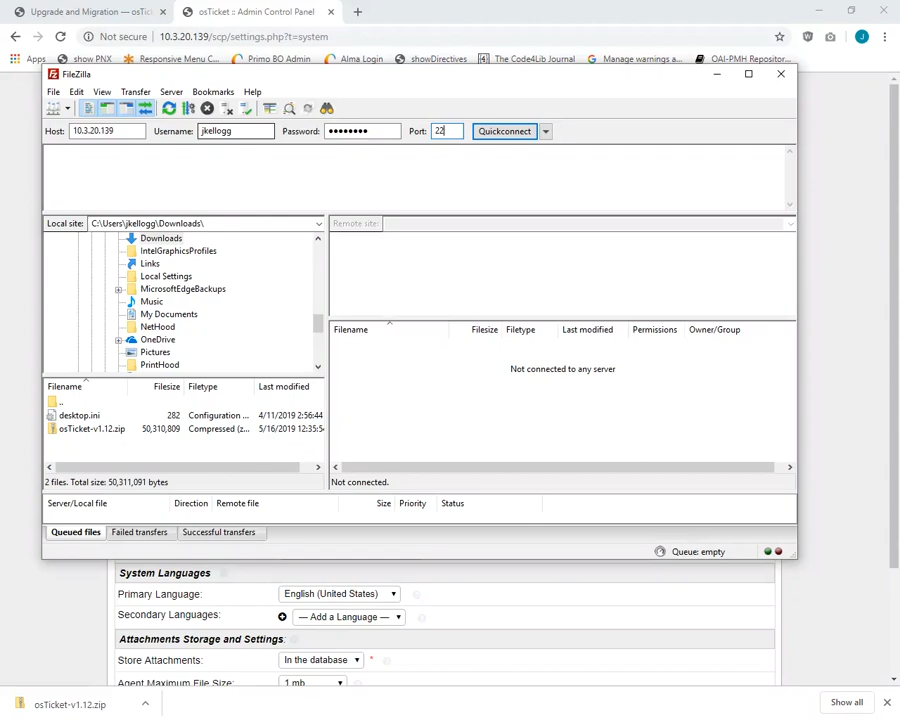 Upgrade and Migration — osTic
osTicket :: Admin Control Panel
Not secure 10.3.20.139/scp/settings.php?t=system
Apps show PNX Responsive Menu C... Primo BO Admin Alma Login showDirectives The Code4Lib Journal Manage warnings a... OAI-PMH Repositor...
FileZilla
File Edit View Transfer Server Bookmarks Help
Host: 10.3.20.139 Username: jkellogg Password: ●●●●●●●● Port: 22 Quickconnect
Local site: C:\Users\jkellogg\Downloads\ Remote site:
Downloads
IntelGraphicsProfiles
Links
Local Settings
MicrosoftEdgeBackups
Music
My Documents
NetHood
OneDrive
Pictures
PrintHood
Filename Filesize Filetype Last modified Permissions Owner/Group
Not connected to any server
Filename Filesize Filetype Last modified
..
desktop.ini 282 Configuration ... 4/11/2019 2:56:44
osTicket-v1.12.zip 50,310,809 Compressed (z... 5/16/2019 12:35:5
2 files. Total size: 50,311,091 bytes
Not connected.
Server/Local file Direction Remote file Size Priority Status
Queued files Failed transfers Successful transfers
Queue: empty
System Languages
Primary Language: English (United States)
Secondary Languages: — Add a Language —
Attachments Storage and Settings:
Store Attachments: In the database *
Agent Maximum File Size: 1 mb
osTicket-v1.12.zip Show all